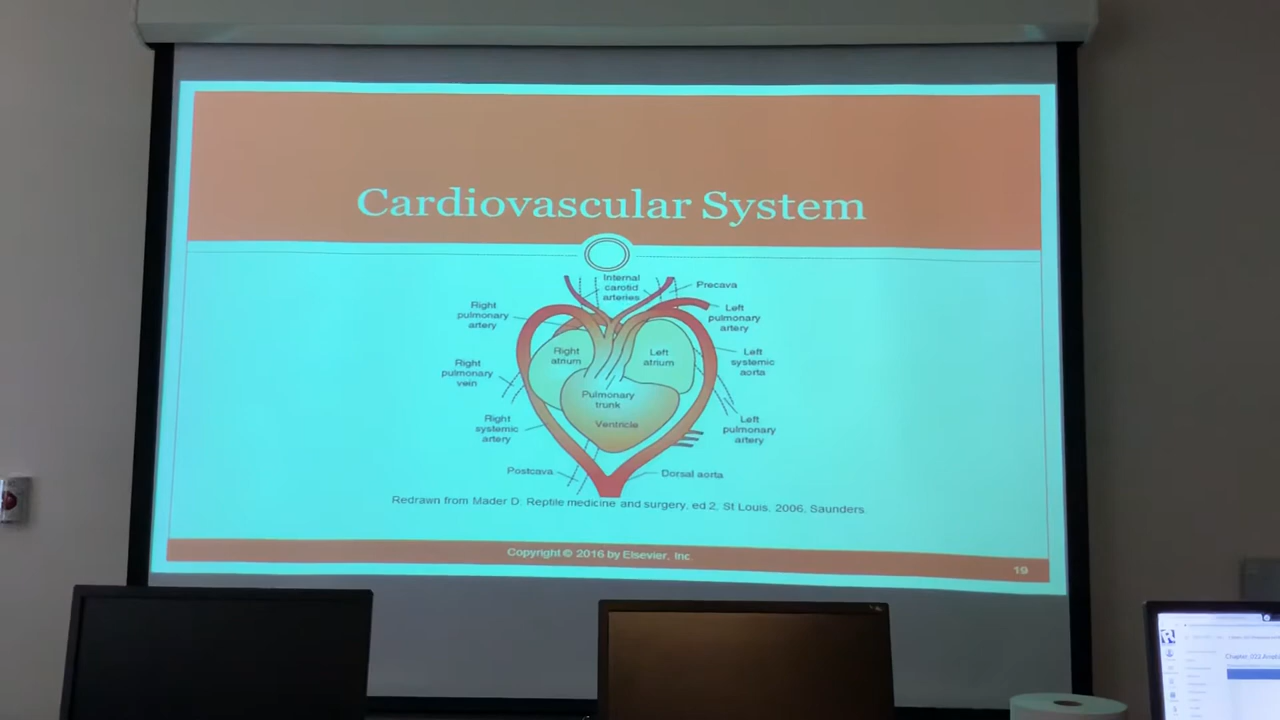 Cardiovascular System
Internal
carotid
arteries
Precava
Right
pulmonary
artery
Left
pulmonary
artery
Right
atrium
Left
atrium
Left
systemic
aorta
Right
pulmonary
vein
Pulmonary
trunk
Ventricle
Right
systemic
artery
Left
pulmonary
artery
Postcava
Dorsal aorta
Redrawn from Mader D: Reptile medicine and surgery, ed 2, St Louis, 2006, Saunders.
Copyright © 2016 by Elsevier, Inc.
19